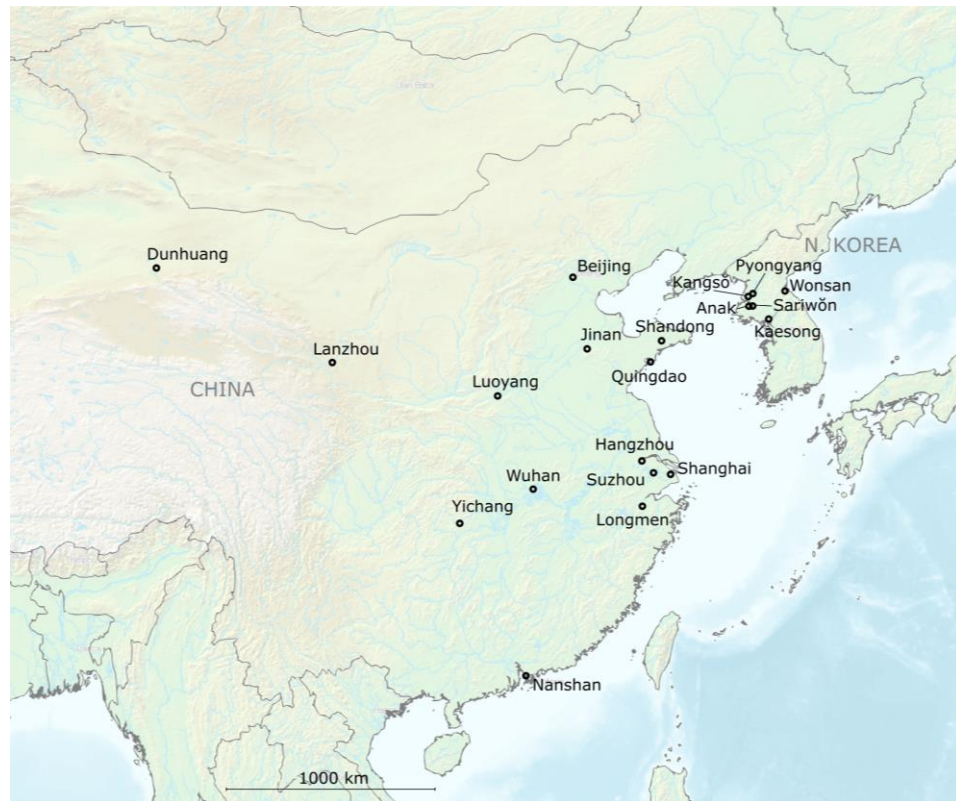 Dunhuang
Beijing
N. KOREA
Pyongyang
Kangsŏ
Wonsan
Anak
Sariwŏn
Kaesong
Shandong
Jinan
Quingdao
Lanzhou
CHINA
Luoyang
Hangzhou
Suzhou
Shanghai
Wuhan
Yichang
Longmen
Nanshan
1000 km